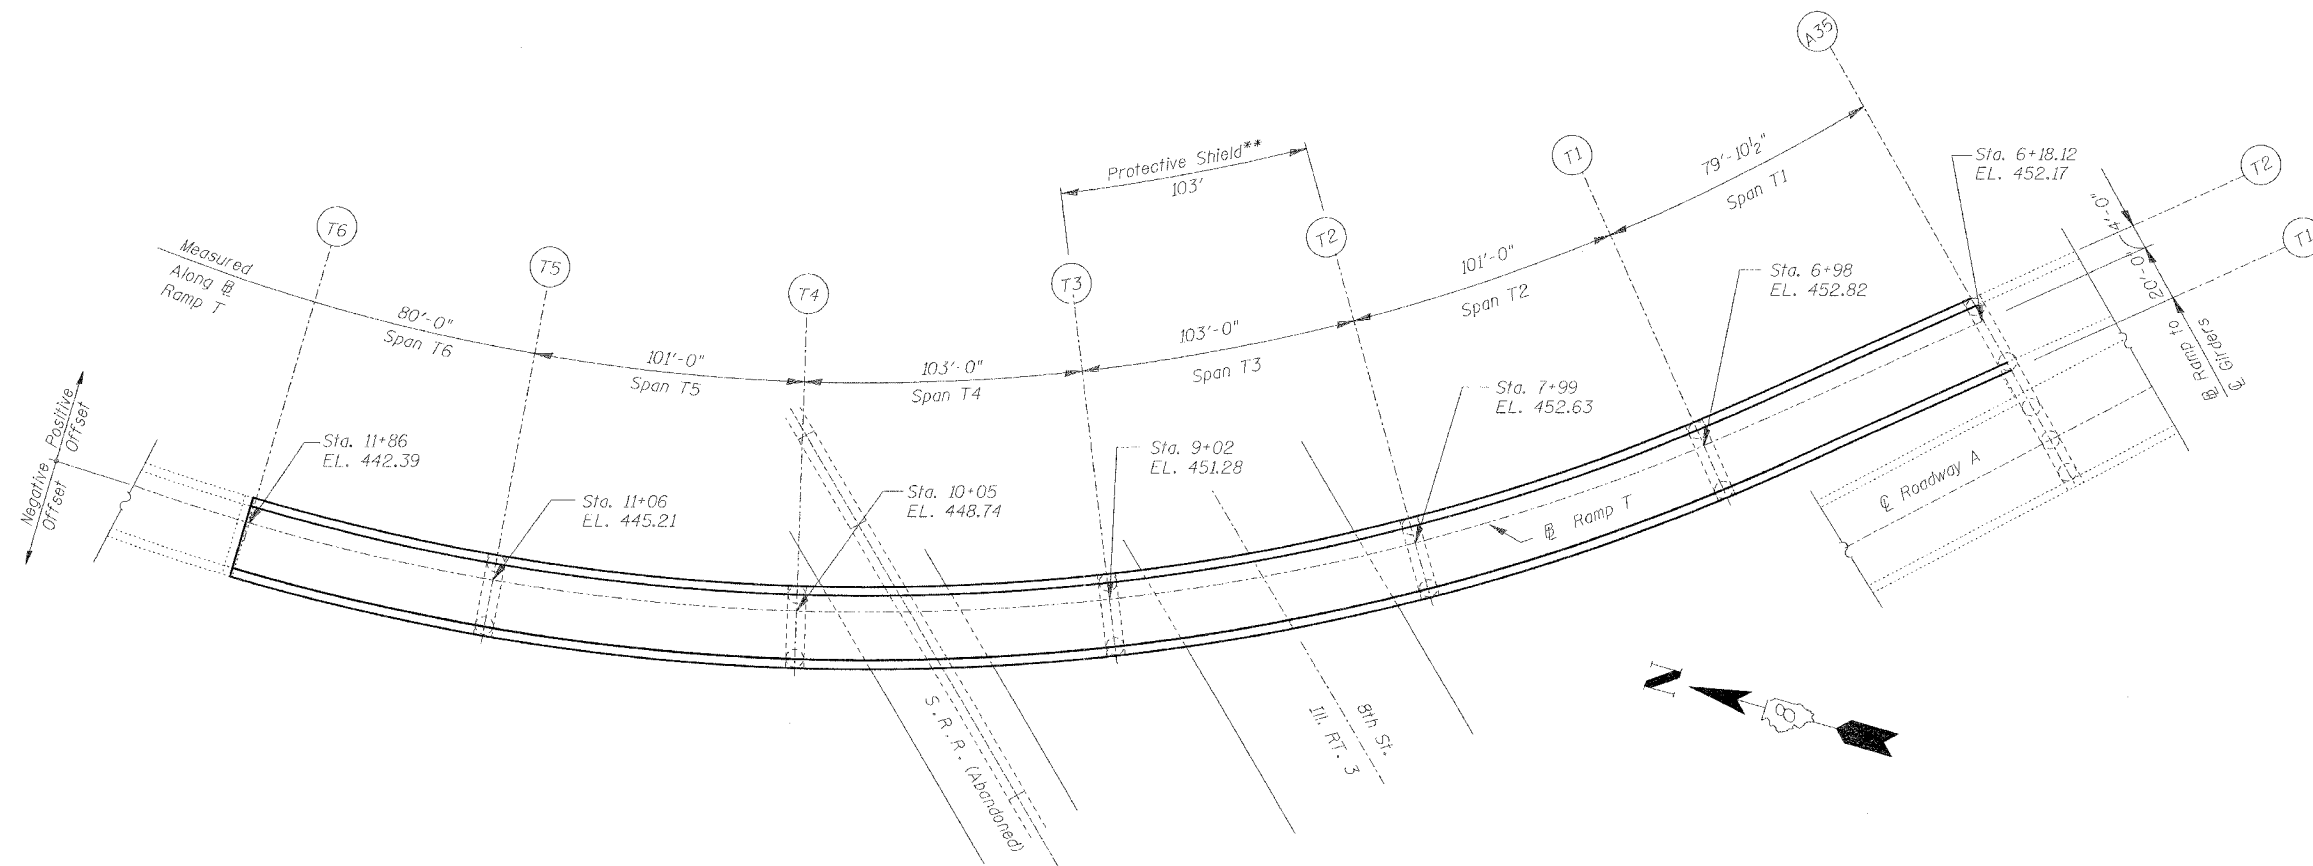 A35
T1
79'-10½"
Span T1
Sta. 6+18.12
EL. 452.17
T2
T1
4'-0"
20'-0"
℄ Ramp to
℄ Girders
Protective Shield**
103'
T2
101'-0"
Span T2
Sta. 6+98
EL. 452.82
T6
T5
T4
T3
Measured
Along ℄
Ramp T
80'-0"
Span T6
101'-0"
Span T5
103'-0"
Span T4
103'-0"
Span T3
Sta. 7+99
EL. 452.63
Positive
Offset
Negative
Offset
Sta. 11+86
EL. 442.39
Sta. 11+06
EL. 445.21
Sta. 10+05
EL. 448.74
Sta. 9+02
EL. 451.28
℄ Ramp T
℄ Roadway A
S.R.R. (Abandoned)
8th St.
Ill. RT. 3
N
8